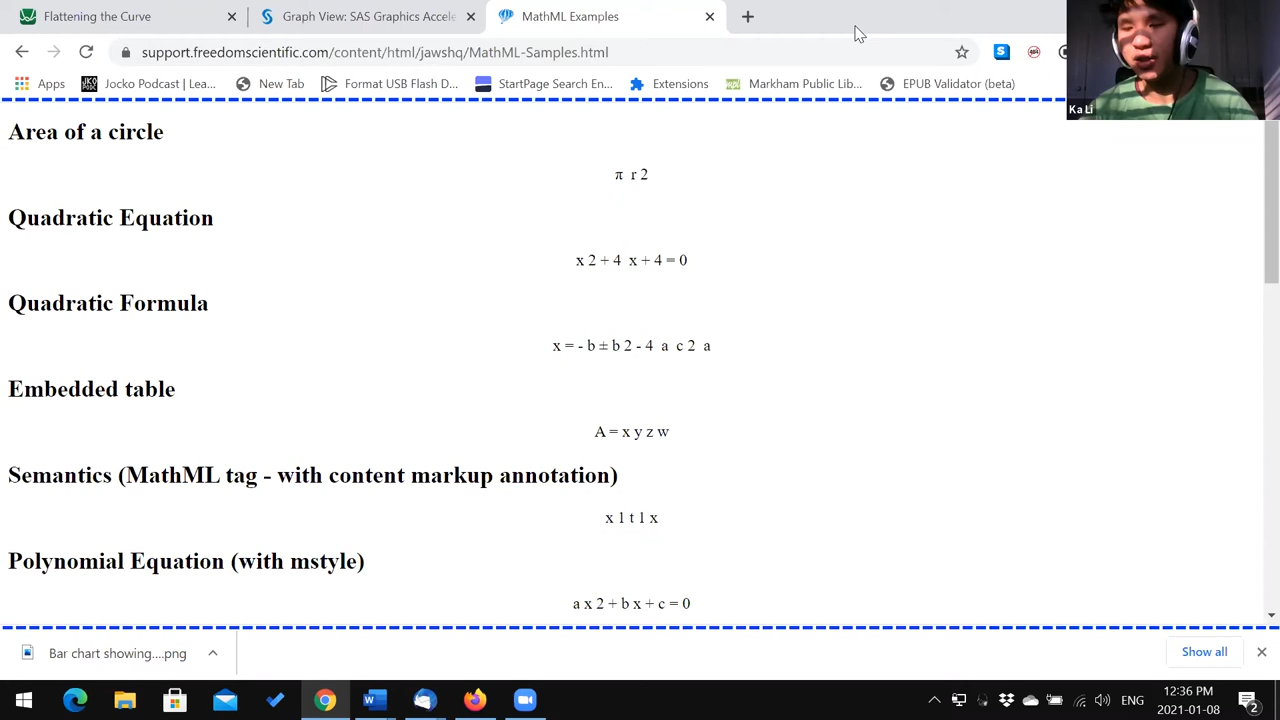 Flattening the Curve
Graph View: SAS Graphics Accele
MathML Examples
support.freedomscientific.com/content/html/jawshq/MathML-Samples.html
Apps
Jocko Podcast | Lea...
New Tab
Format USB Flash r...
StartPage Search En...
Extensions
Markham Public Lib...
EPUB Validator (beta)
Ka Li
Area of a circle
π r 2
Quadratic Equation
x 2 + 4 x + 4 = 0
Quadratic Formula
x = - b ± b 2 - 4 a c 2 a
Embedded table
A = x y z w
Semantics (MathML tag - with content markup annotation)
x 1 t 1 x
Polynomial Equation (with mstyle)
a x 2 + b x + c = 0
Bar chart showing....png
Show all
ENG
12:36 PM
2021-01-08
2